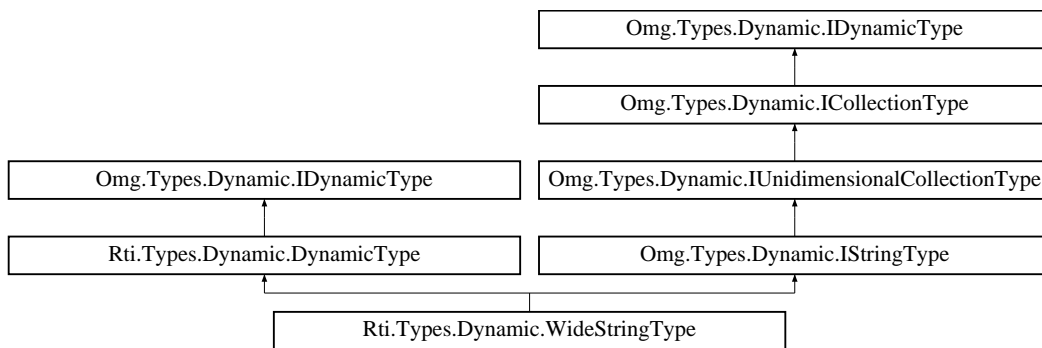 Omg.Types.Dynamic.IDynamicType
Omg.Types.Dynamic.ICollectionType
Omg.Types.Dynamic.IDynamicType
Omg.Types.Dynamic.IUnidimensionalCollectionType
Rti.Types.Dynamic.DynamicType
Omg.Types.Dynamic.IStringType
Rti.Types.Dynamic.WideStringType